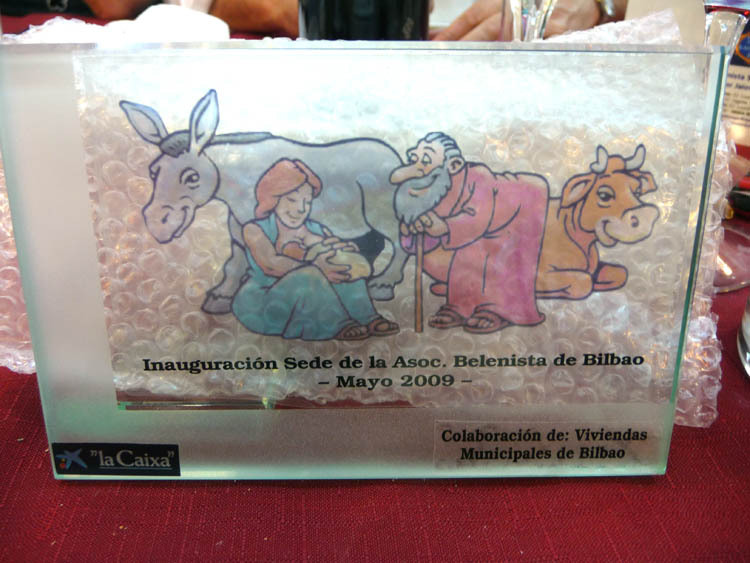 Inauguración Sede de la Asoc. Belenista de Bilbao
– Mayo 2009 –
"la Caixa"
Colaboración de: Viviendas
Municipales de Bilbao